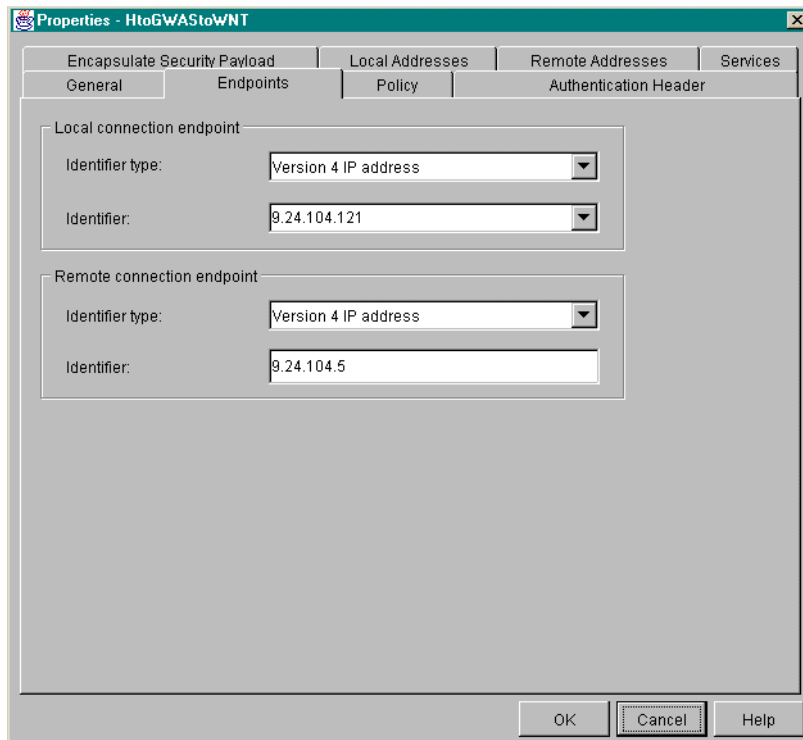 Properties - HtoGWAStoWNT
Encapsulate Security Payload Local Addresses Remote Addresses Services
General Endpoints Policy Authentication Header
Local connection endpoint
Identifier type: Version 4 IP address
Identifier: 9.24.104.121
Remote connection endpoint
Identifier type: Version 4 IP address
Identifier: 9.24.104.5
OK Cancel Help